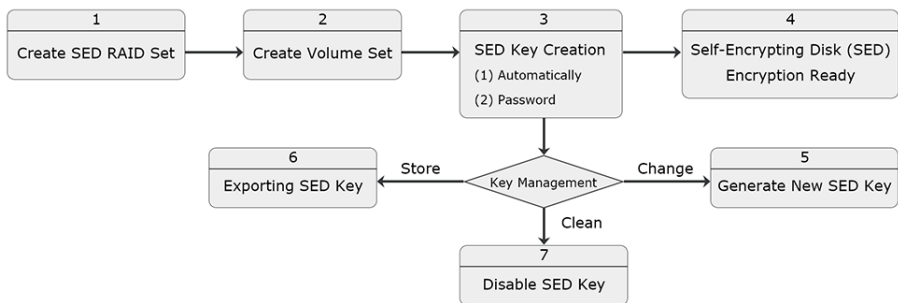 1
Create SED RAID Set
2
Create Volume Set
3
SED Key Creation
(1) Automatically
(2) Password
4
Self-Encrypting Disk (SED)
Encryption Ready
6
Exporting SED Key
Store
Key Management
Change
5
Generate New SED Key
Clean
7
Disable SED Key